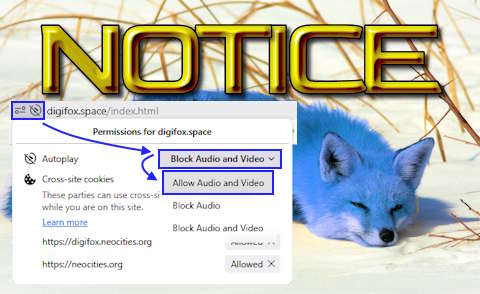 NOTICE
digifox.space/index.html
Permissions for digifox.space
Autoplay
Block Audio and Video
Allow Audio and Video
Cross-site cookies
These parties can use cross-si
while you are on this site.
Block Audio
Learn more
Block Audio and Video
https://digifox.neocities.org
Allowed
https://neocities.org
Allowed